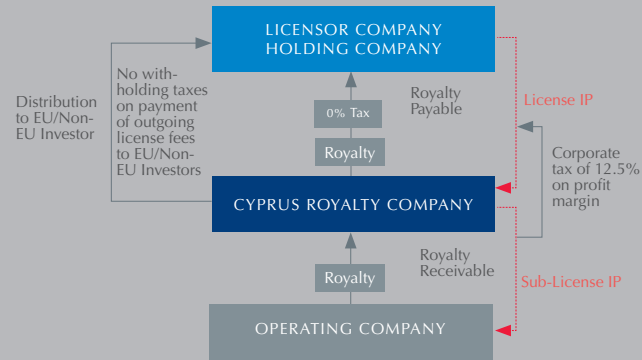 LICENSOR COMPANY
HOLDING COMPANY
Distribution
to EU/Non-
EU Investor
No with-
holding taxes
on payment
of outgoing
license fees
to EU/Non-
EU Investors
0% Tax
Royalty
Royalty
Payable
License IP
Corporate
tax of 12.5%
on profit
margin
CYPRUS ROYALTY COMPANY
Royalty
Royalty
Receivable
Sub-License IP
OPERATING COMPANY